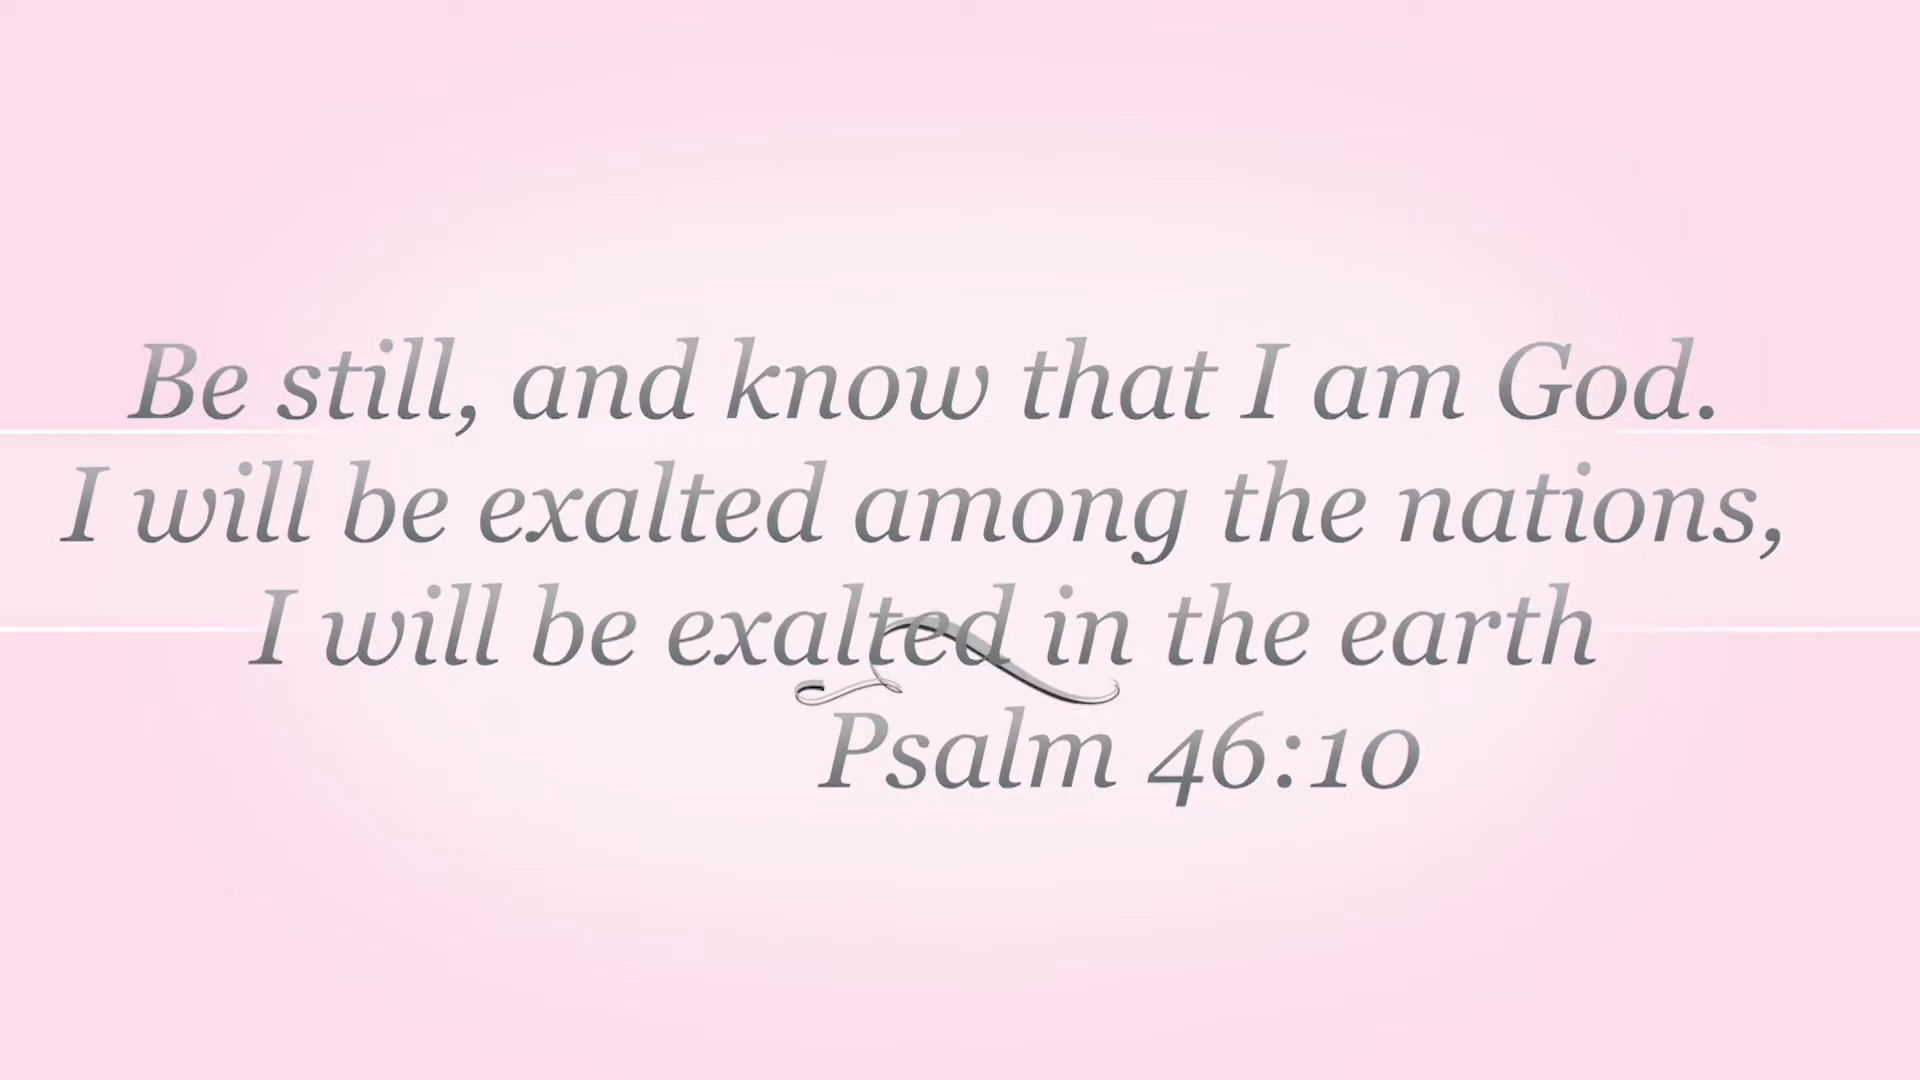 Be still, and know that I am God.
I will be exalted among the nations,
I will be exalted in the earth
Psalm 46:10